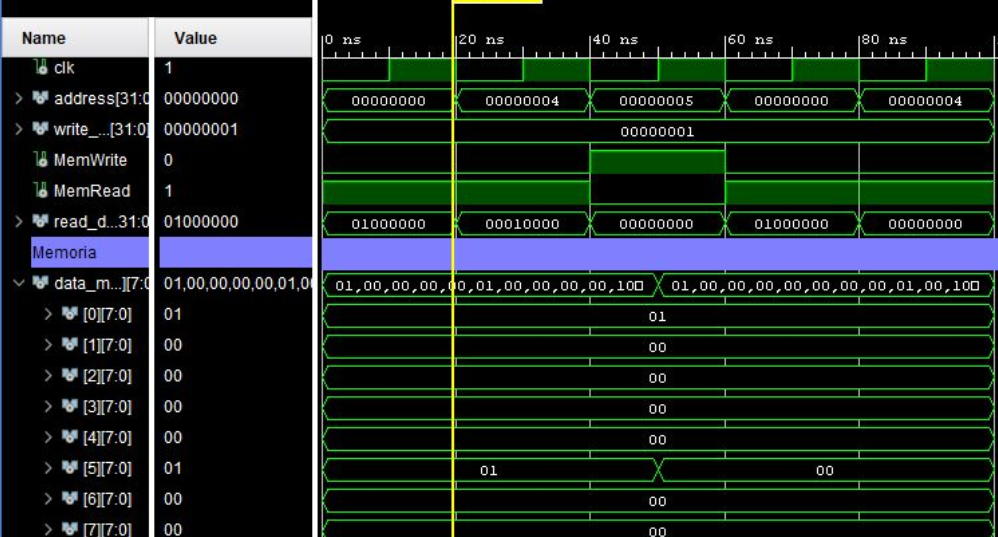 Name Value 0 ns 20 ns 40 ns 60 ns 80 ns
clk 1
address[31:0 00000000 00000000 00000004 00000005 00000000 00000004
write_...[31:0] 00000001 00000001
MemWrite 0
MemRead 1
read_d...31:0 01000000 01000000 00010000 00000000 01000000 00000000
Memoria
data_m...][7:0 01,00,00,00,00,01,00 01,00,00,00,00,01,00,00,00,00,10 01,00,00,00,00,00,00,00,01,00,10
[0][7:0] 01 01
[1][7:0] 00 00
[2][7:0] 00 00
[3][7:0] 00 00
[4][7:0] 00 00
[5][7:0] 01 01 00
[6][7:0] 00 00
[7][7:0] 00 00